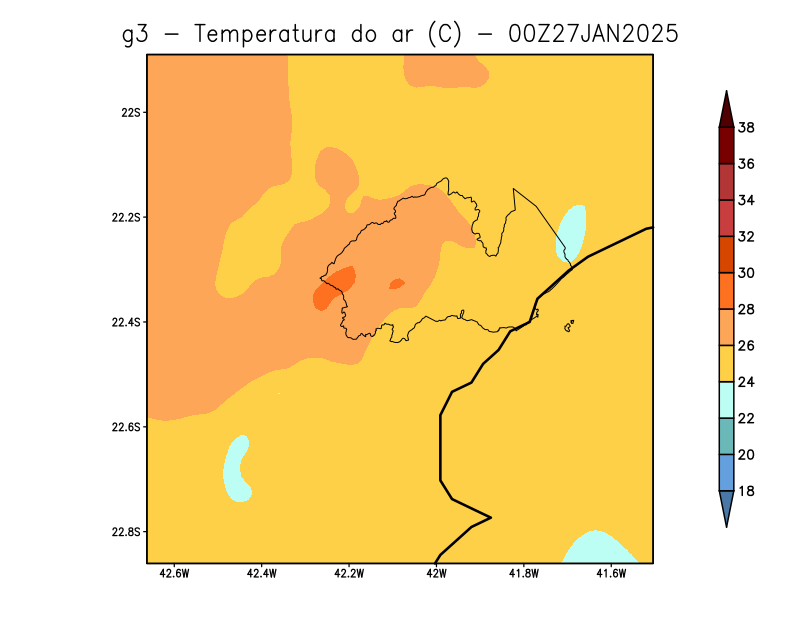 g3 – Temperatura do ar (C) – 00Z27JAN2025
22S
22.2S
22.4S
22.6S
22.8S
42.6W
42.4W
42.2W
42W
41.8W
41.6W
38
36
34
32
30
28
26
24
22
20
18